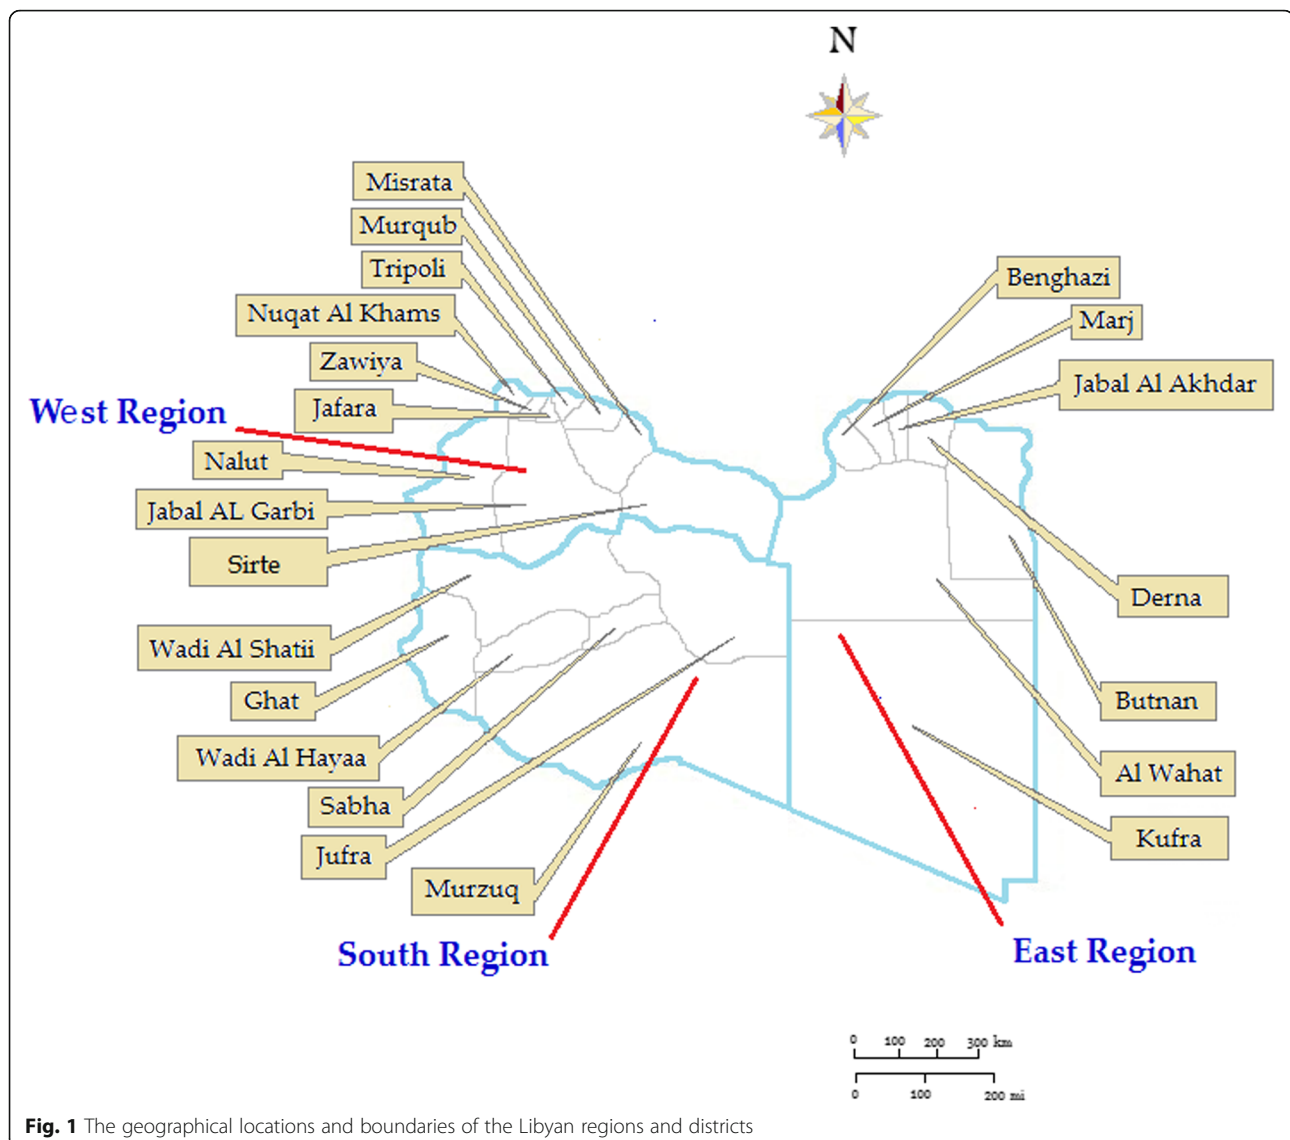 N
Misrata
Murqub
Tripoli
Nuqat Al Khams
Zawiya
Jafara
West Region
Nalut
Jabal AL Garbi
Sirte
Wadi Al Shatii
Ghat
Wadi Al Hayaa
Sabha
Jufra
Murzuq
South Region
Benghazi
Marj
Jabal Al Akhdar
Derna
Butnan
Al Wahat
Kufra
East Region
0 100 200 300 km
0 100 200 mi
Fig. 1 The geographical locations and boundaries of the Libyan regions and districts